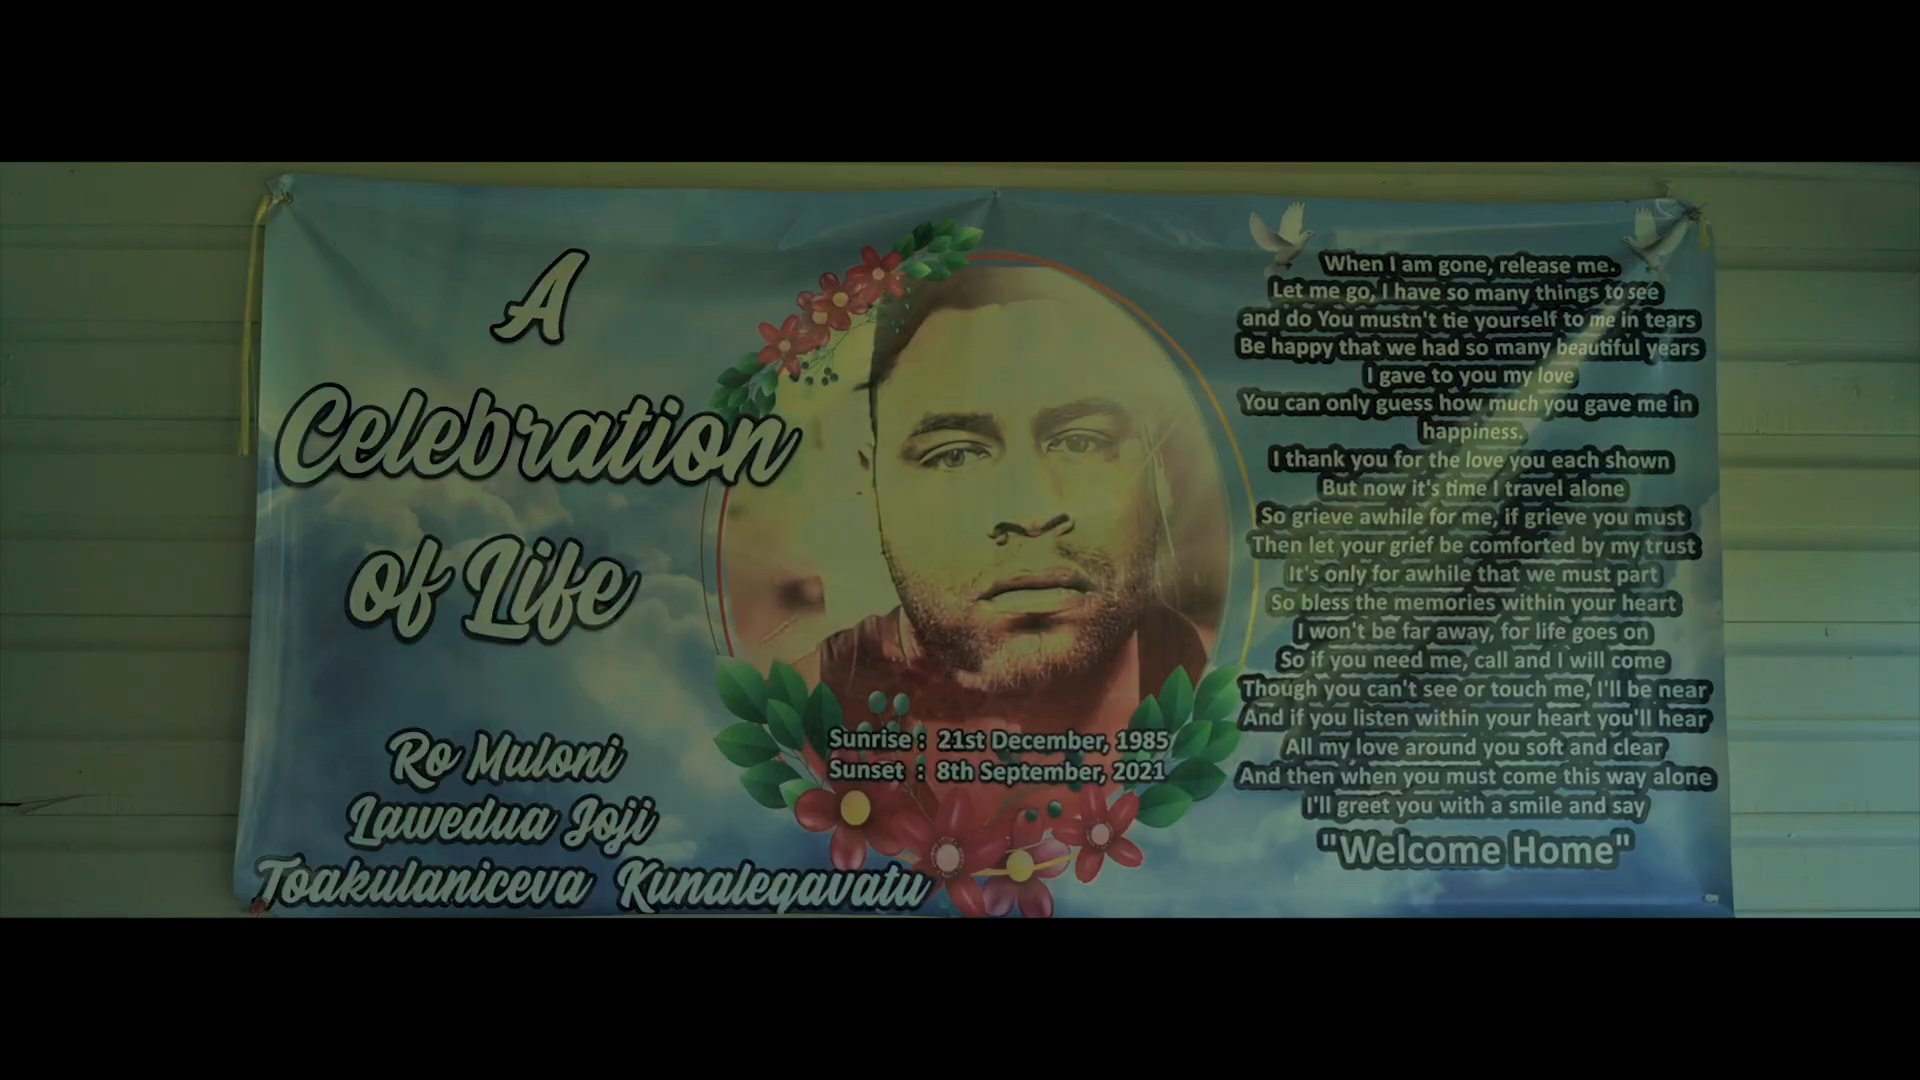 A
Celebration
of Life
Ro Muloni
Lawedua Joji
Toakulaniceva Kunaleqavatu
Sunrise : 21st December, 1985
Sunset : 8th September, 2021
When I am gone, release me.
Let me go, I have so many things to see
and do You mustn't tie yourself to me in tears
Be happy that we had so many beautiful years
I gave to you my love
You can only guess how much you gave me in
happiness.
I thank you for the love you each shown
But now it's time I travel alone
So grieve awhile for me, if grieve you must
Then let your grief be comforted by my trust
It's only for awhile that we must part
So bless the memories within your heart
I won't be far away, for life goes on
So if you need me, call and I will come
Though you can't see or touch me, I'll be near
And if you listen within your heart you'll hear
All my love around you soft and clear
And then when you must come this way alone
I'll greet you with a smile and say
"Welcome Home"